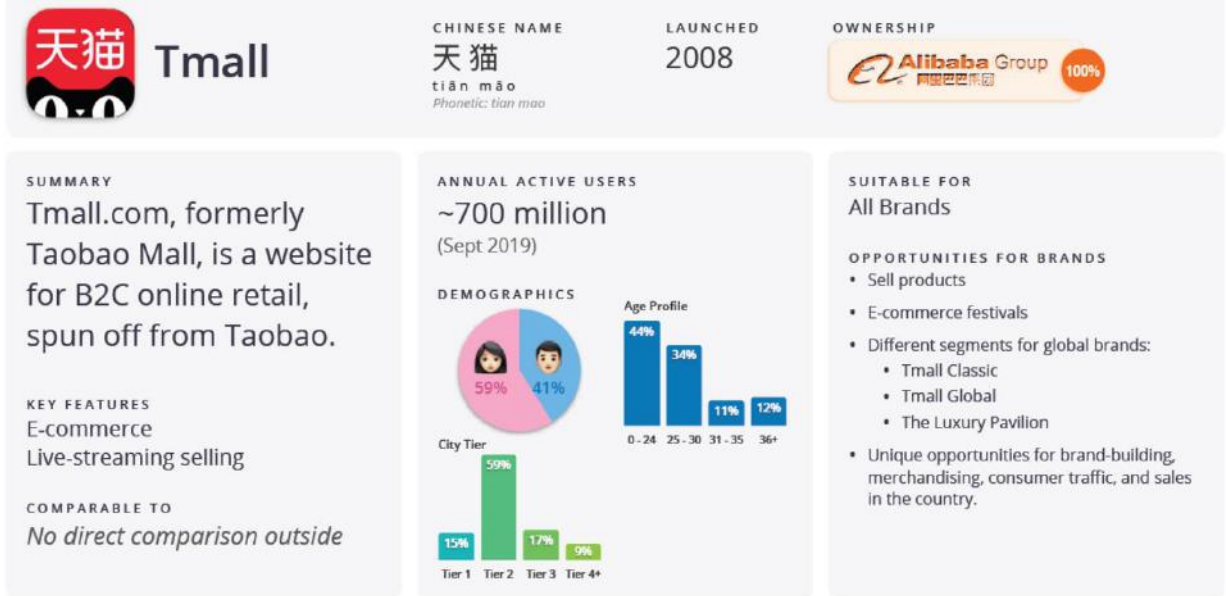 天猫
Tmall
CHINESE NAME
天猫
tiān māo
Phonetic: tian mao
LAUNCHED
2008
OWNERSHIP
Alibaba Group
阿里巴巴集团
100%
SUMMARY
Tmall.com, formerly
Taobao Mall, is a website
for B2C online retail,
spun off from Taobao.
KEY FEATURES
E-commerce
Live-streaming selling
COMPARABLE TO
No direct comparison outside
ANNUAL ACTIVE USERS
~700 million
(Sept 2019)
DEMOGRAPHICS
59%
41%
Age Profile
44%
34%
11%
12%
0 - 24 25 - 30 31 - 35 36+
City Tier
59%
15%
17%
9%
Tier 1 Tier 2 Tier 3 Tier 4+
SUITABLE FOR
All Brands
OPPORTUNITIES FOR BRANDS
• Sell products
• E-commerce festivals
• Different segments for global brands:
• Tmall Classic
• Tmall Global
• The Luxury Pavilion
• Unique opportunities for brand-building,
merchandising, consumer traffic, and sales
in the country.